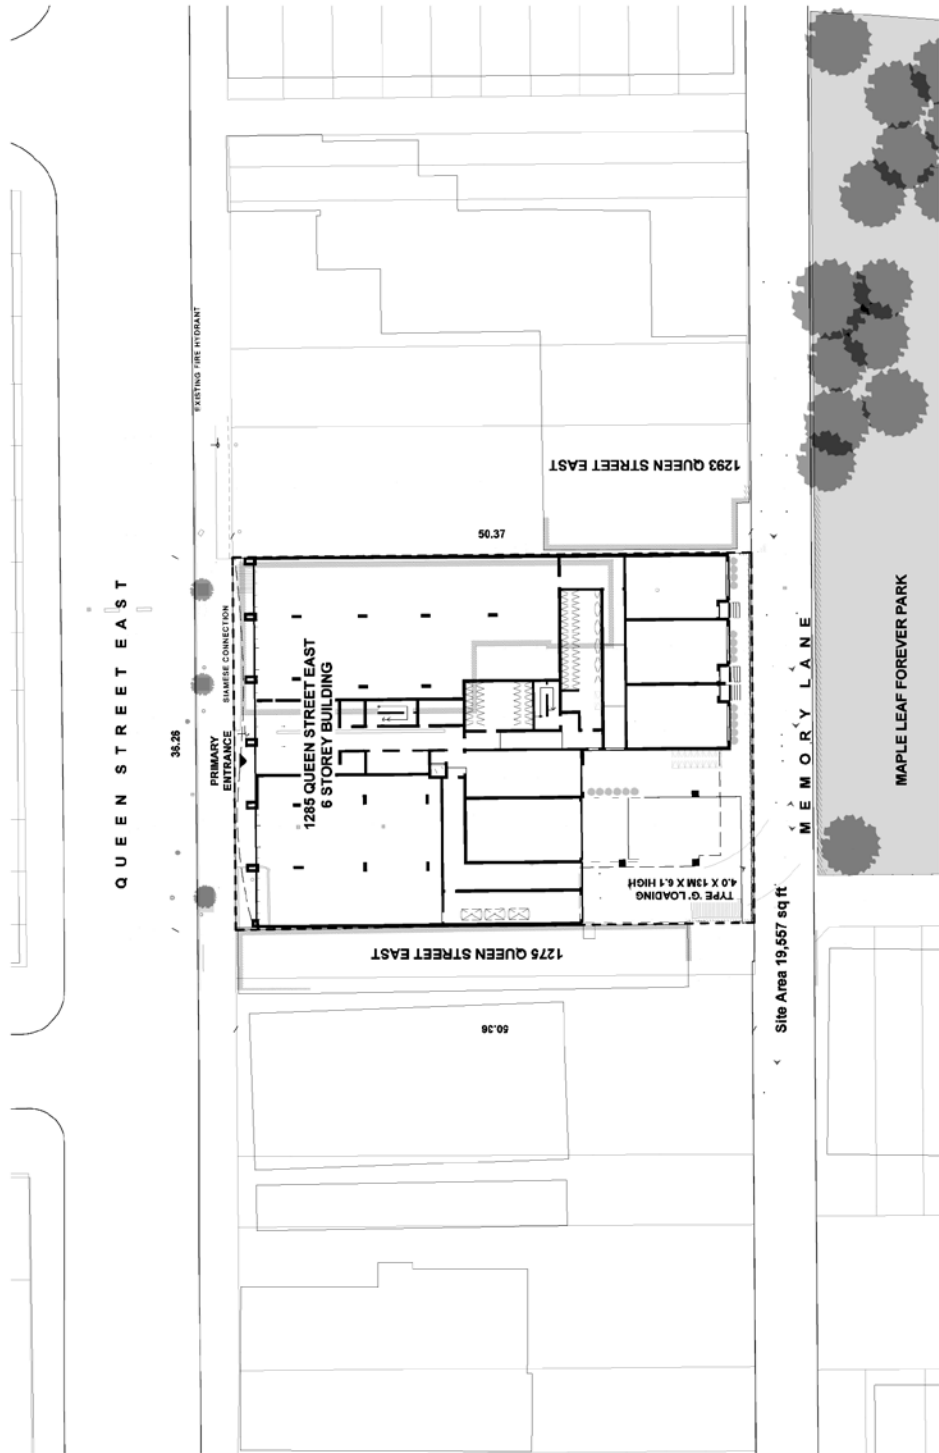 EXISTING FIRE HYDRANT
1293 QUEEN STREET EAST
50.37
QUEEN STREET EAST
SIAMESE CONNECTION
36.26
PRIMARY
ENTRANCE
1285 QUEEN STREET EAST
6 STOREY BUILDING
MEMORY LANE
MAPLE LEAF FOREVER PARK
TYPE 'G' LOADING
4.0 X 13M X 6.1 HIGH
1275 QUEEN STREET EAST
Site Area 19,557 sq ft
50.36